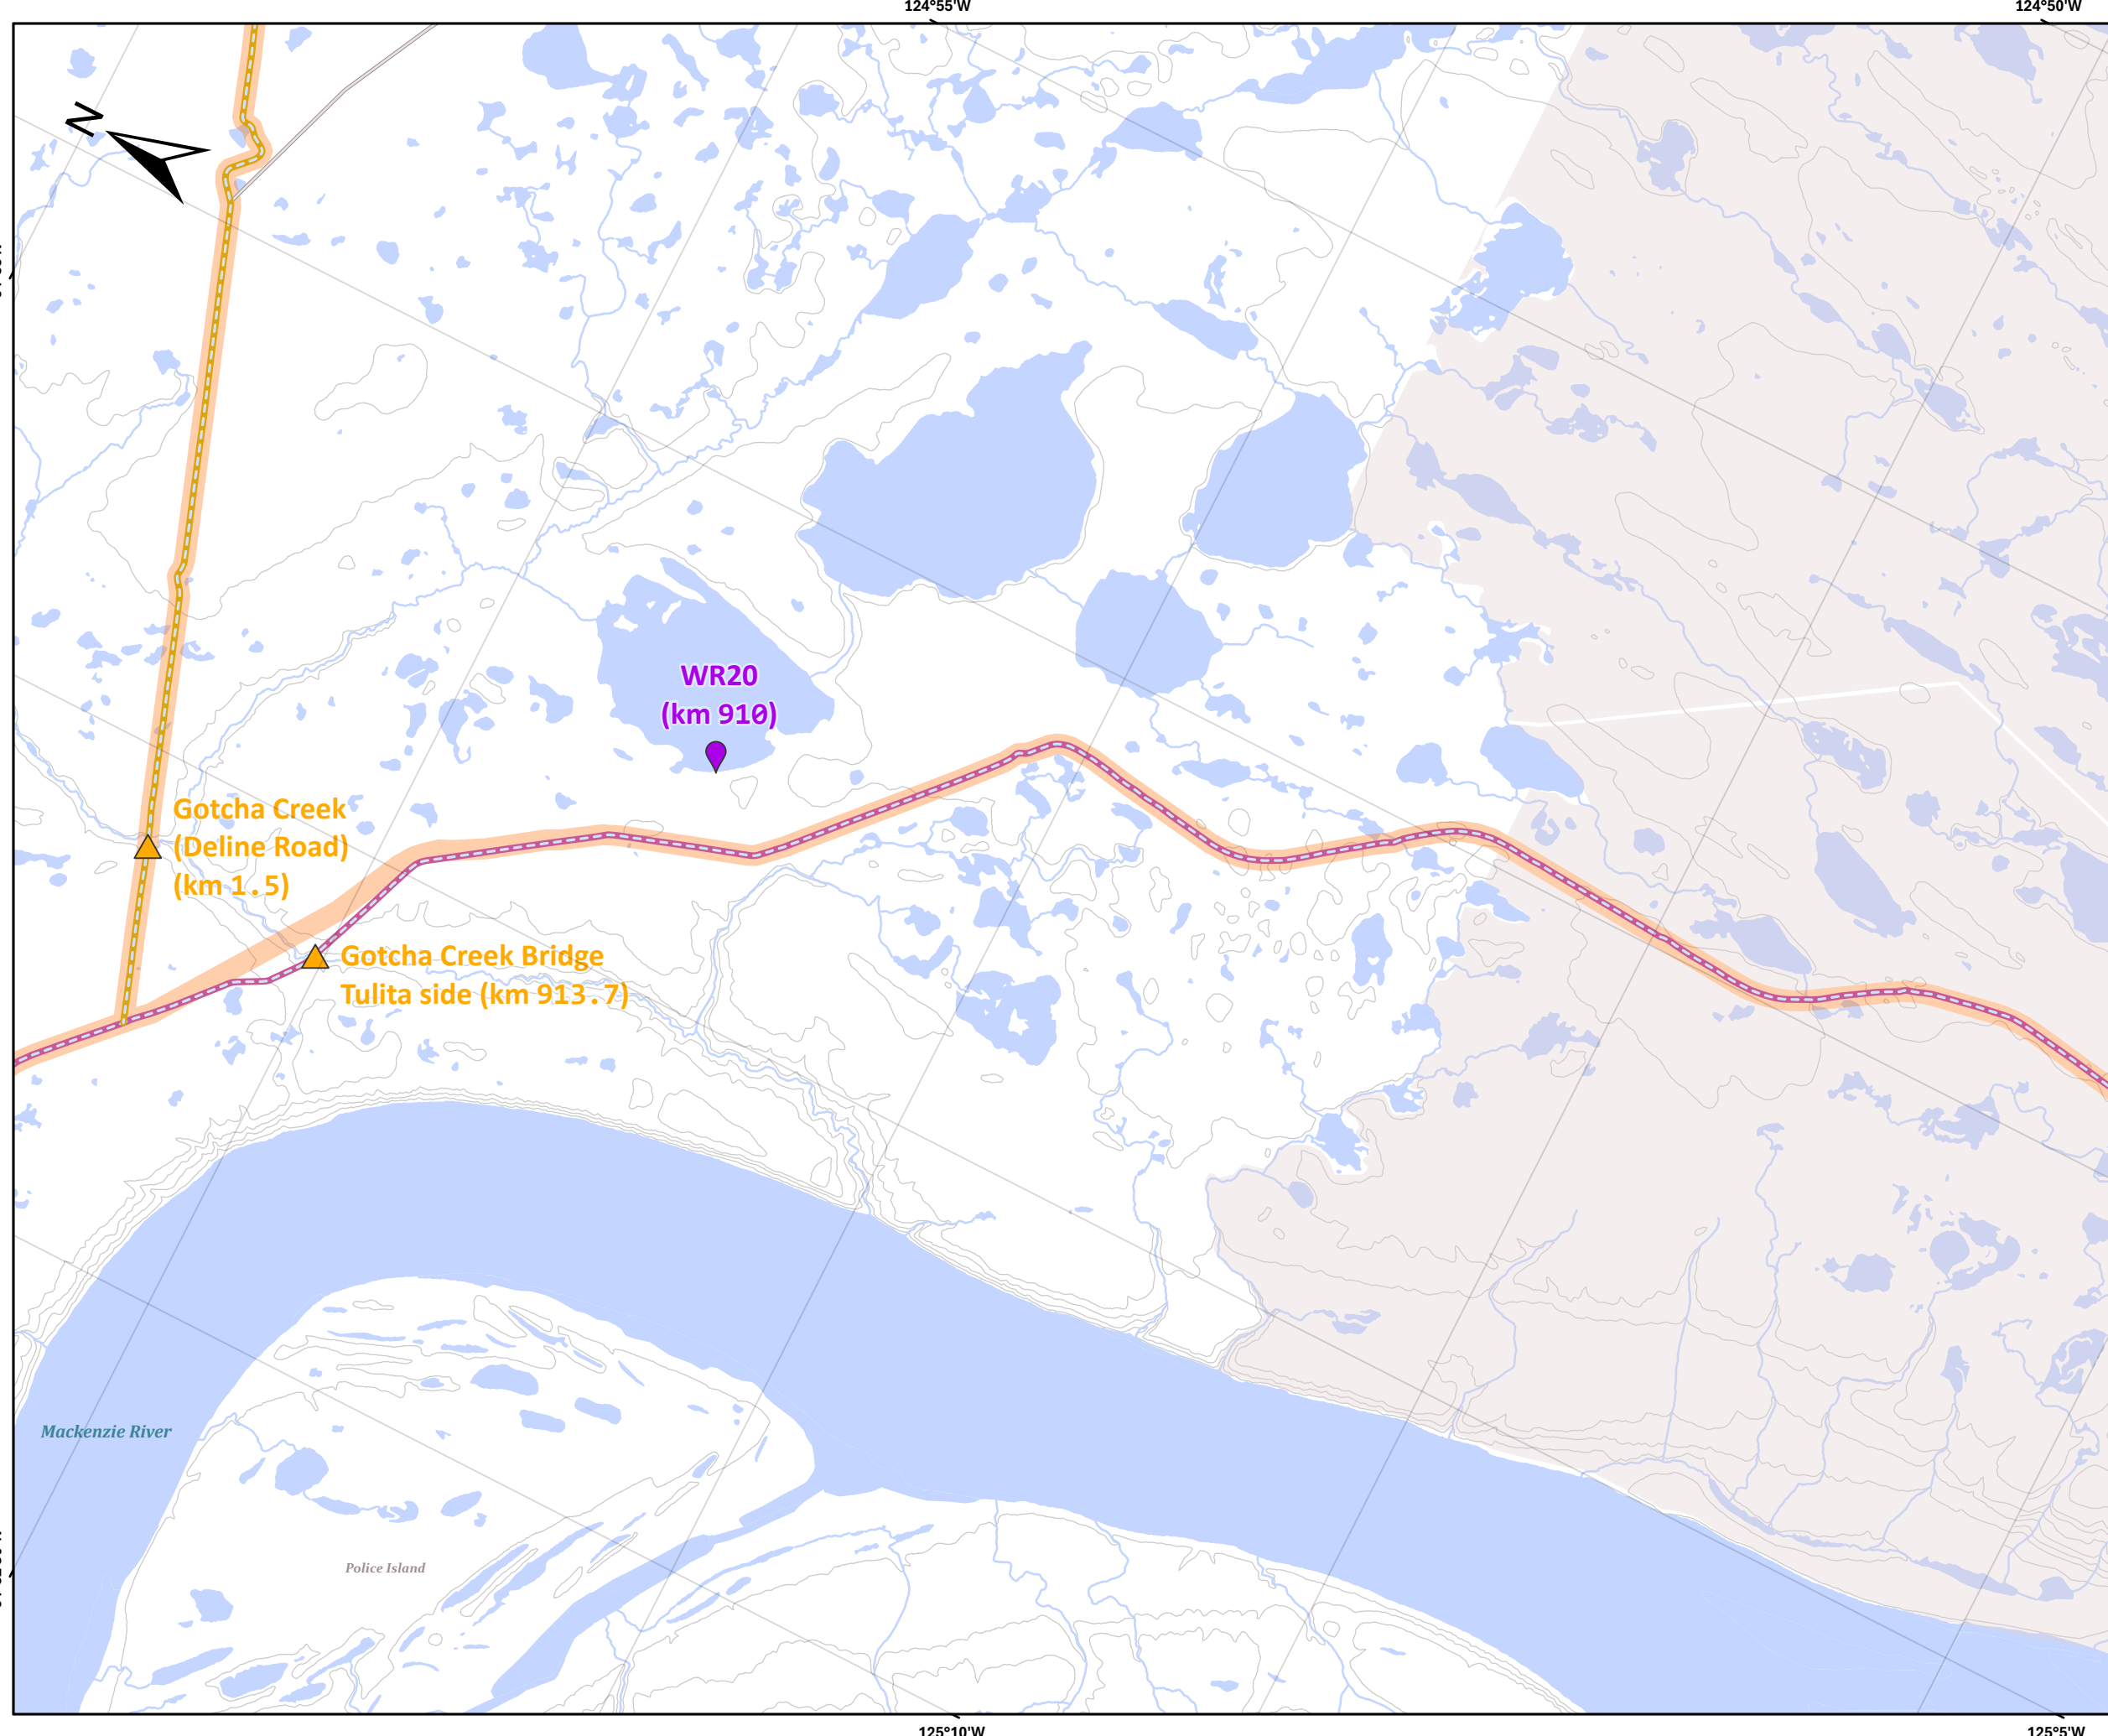 124°55'W
124°50'W
N
WR20
(km 910)
Gotcha Creek
(Deline Road)
(km 1.5)
Gotcha Creek Bridge
Tulita side (km 913.7)
Mackenzie River
Police Island
125°10'W
125°5'W